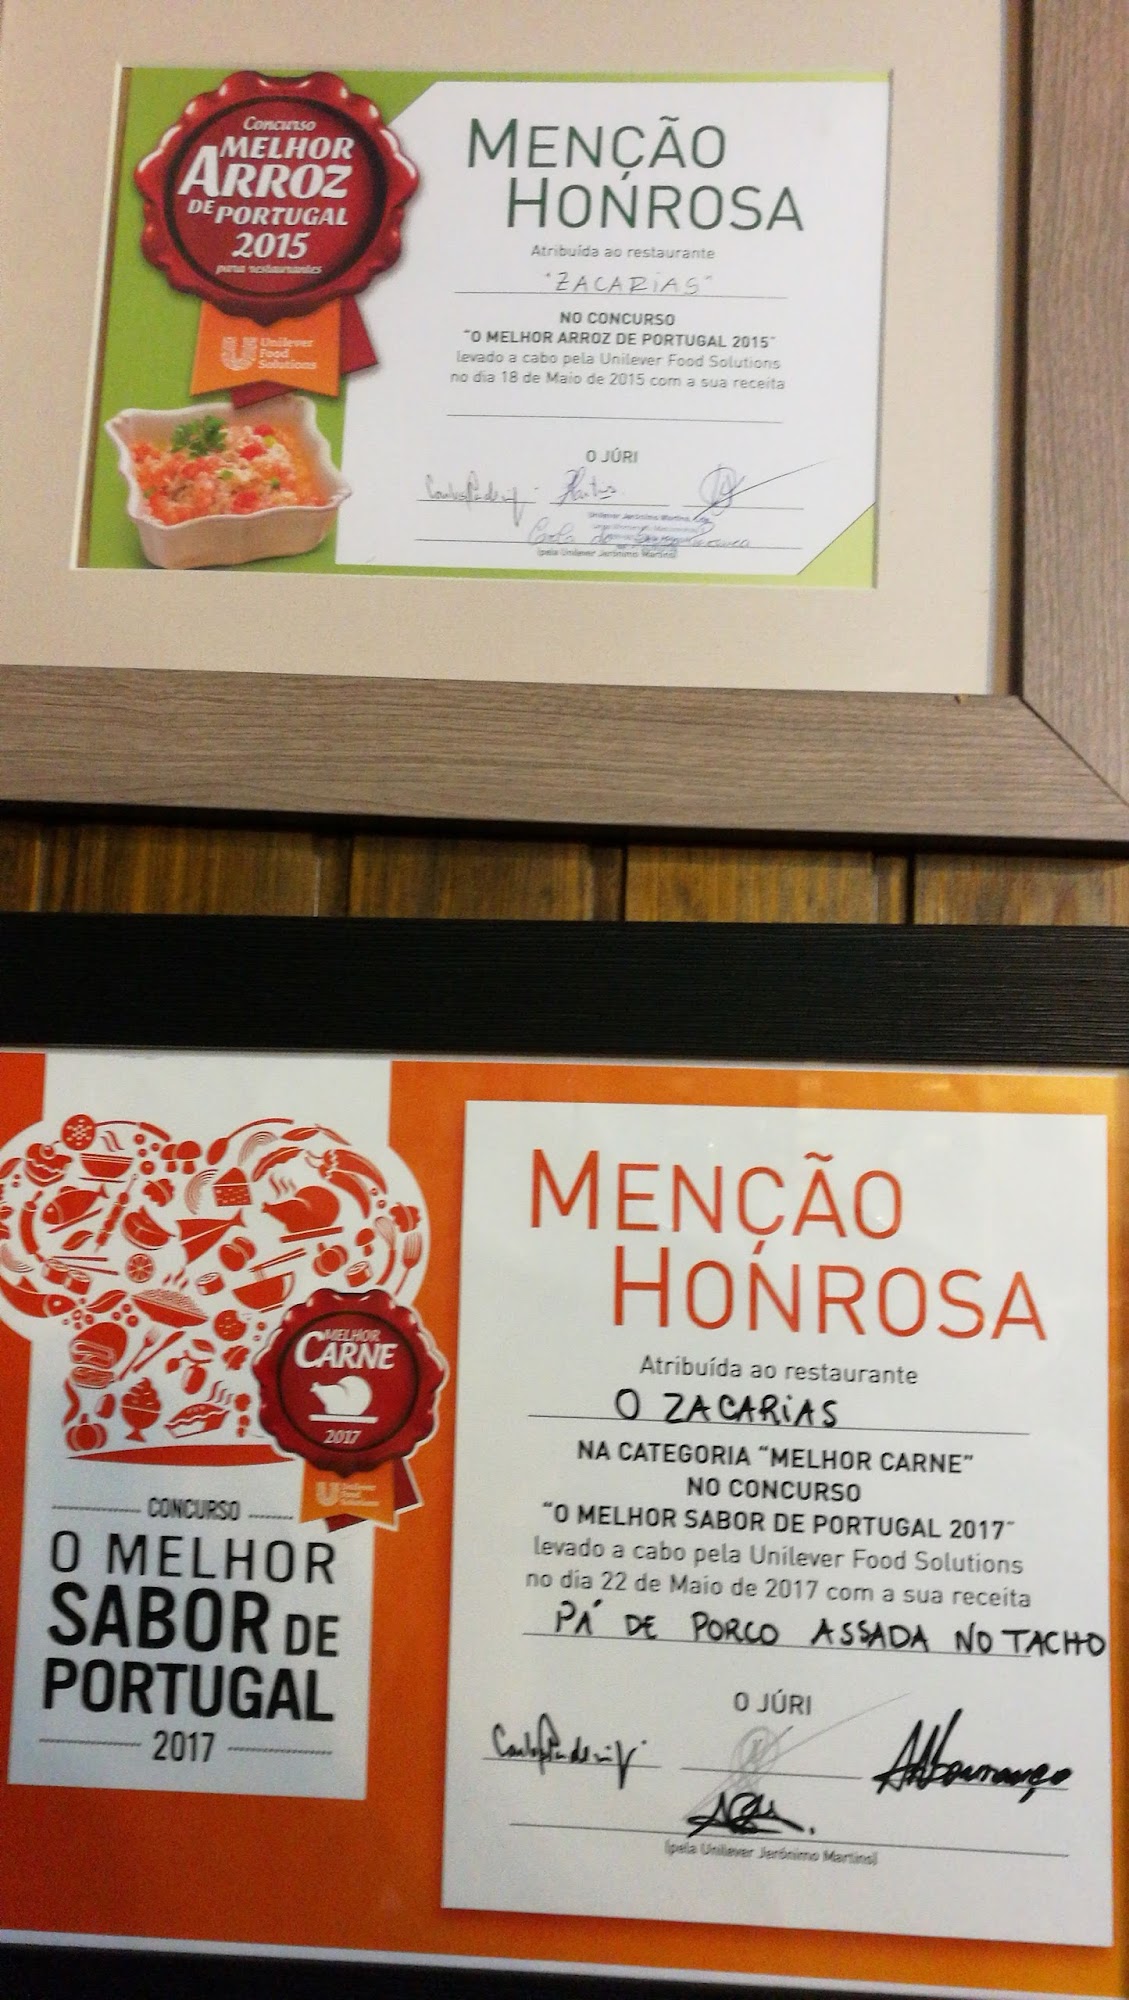 Concurso
MELHOR
ARROZ
DE PORTUGAL
2015
para restaurantes
Unilever
Food
Solutions
MENÇÃO
HONROSA
Atribuída ao restaurante
"ZACARIAS"
NO CONCURSO
"O MELHOR ARROZ DE PORTUGAL 2015"
levado a cabo pela Unilever Food Solutions
no dia 18 de Maio de 2015 com a sua receita
O JÚRI
Unilever Jerónimo Martins
(pela Unilever Jerónimo Martins)
MELHOR
CARNE
2017
Unilever
Food
Solutions
CONCURSO
O MELHOR
SABOR DE
PORTUGAL
2017
MENÇÃO
HONROSA
Atribuída ao restaurante
O ZACARIAS
NA CATEGORIA "MELHOR CARNE"
NO CONCURSO
"O MELHOR SABOR DE PORTUGAL 2017"
levado a cabo pela Unilever Food Solutions
no dia 22 de Maio de 2017 com a sua receita
PÁ DE PORCO ASSADA NO TACHO
O JÚRI
(pela Unilever Jerónimo Martins)